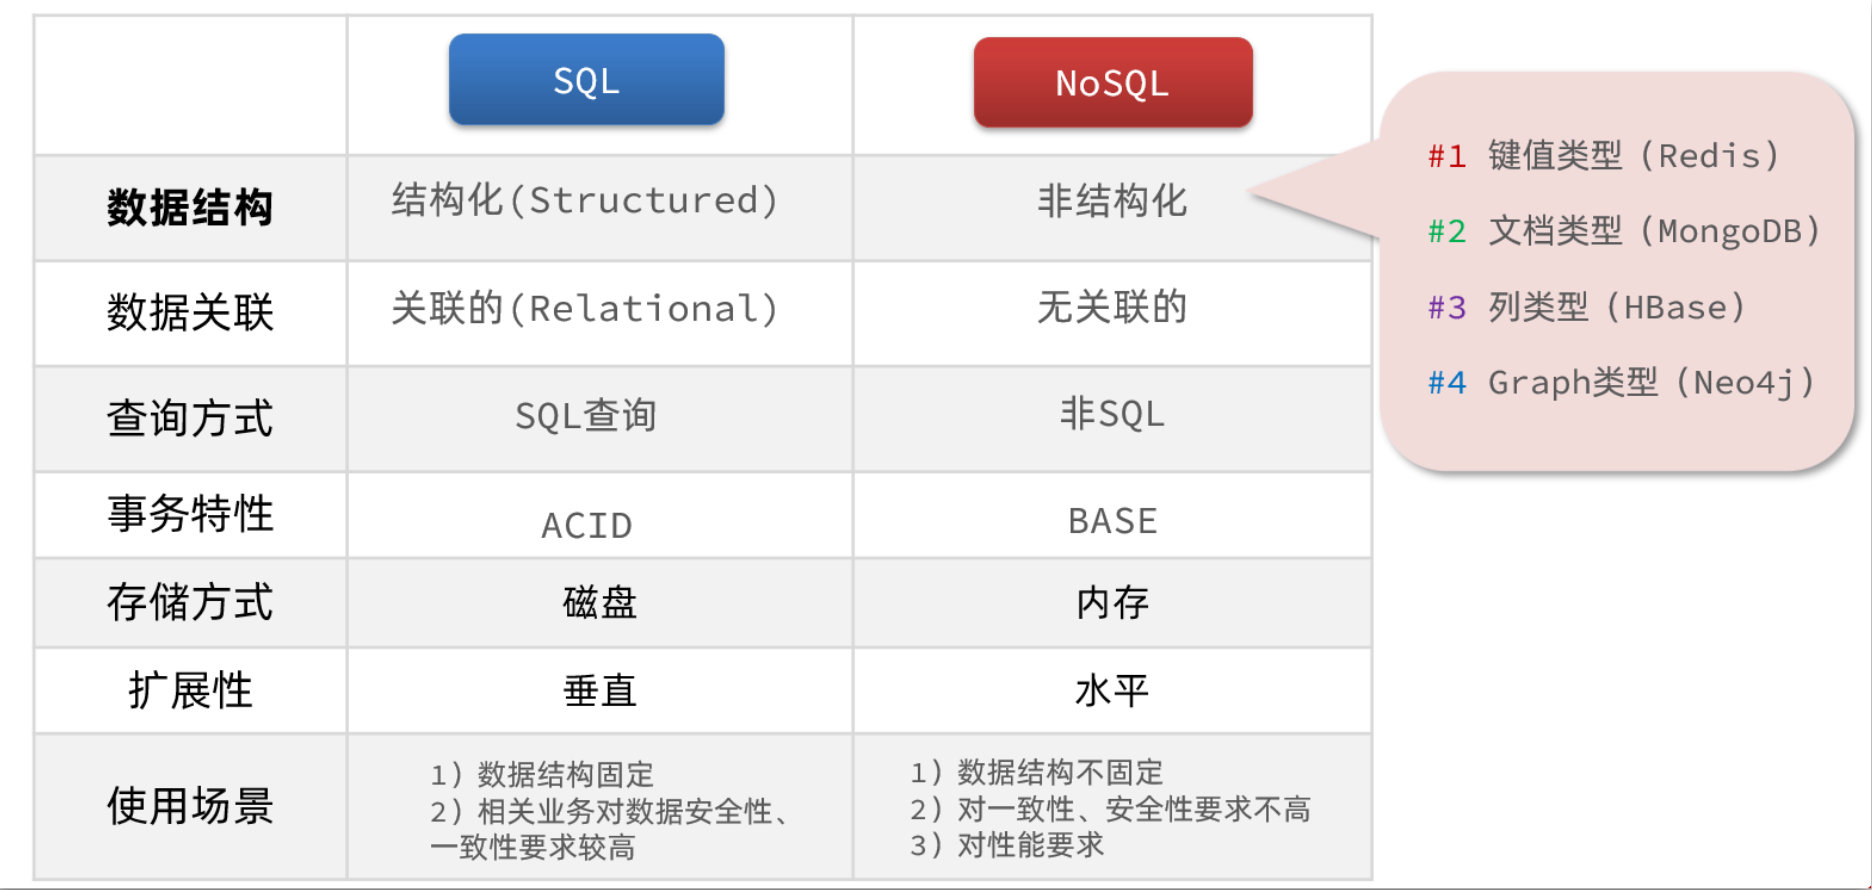 SQL
NoSQL
数据结构
结构化(Structured)
非结构化
#1 键值类型（Redis）
#2 文档类型（MongoDB）
#3 列类型（HBase）
#4 Graph类型（Neo4j）
数据关联
关联的(Relational)
无关联的
查询方式
SQL查询
非SQL
事务特性
ACID
BASE
存储方式
磁盘
内存
扩展性
垂直
水平
使用场景
1）数据结构固定
2）相关业务对数据安全性、
一致性要求较高
1）数据结构不固定
2）对一致性、安全性要求不高
3）对性能要求